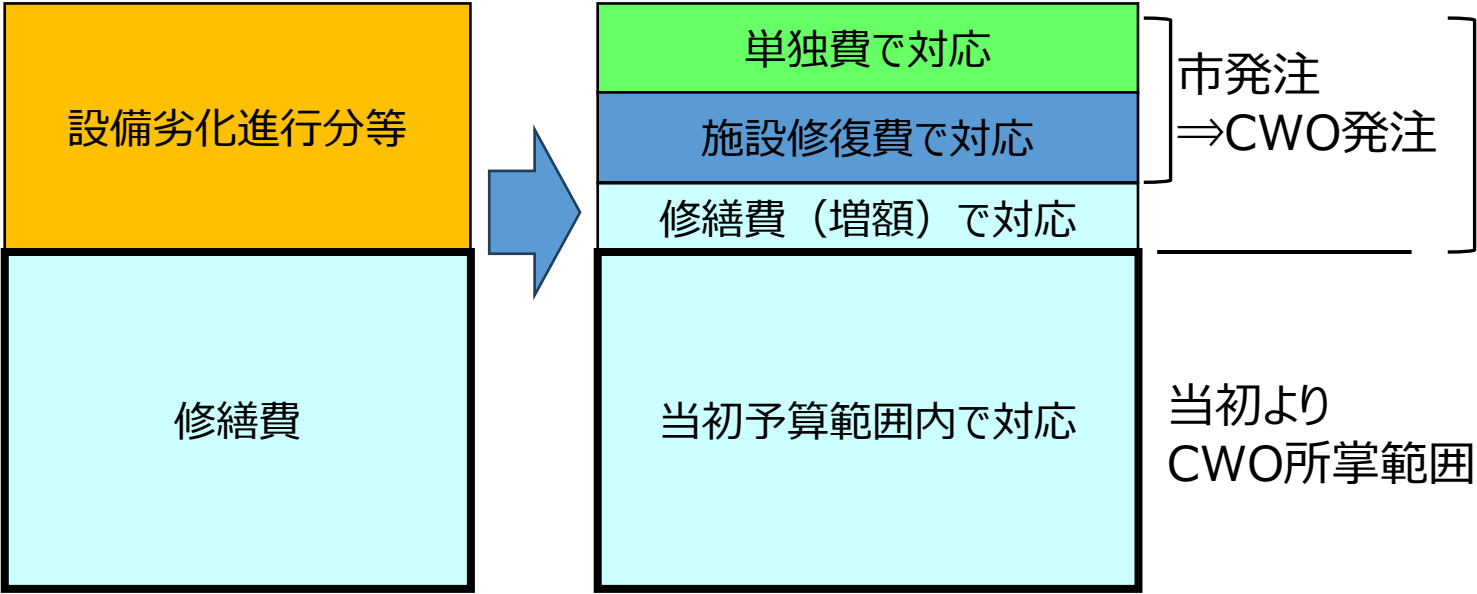 設備劣化進行分等
修繕費
単独費で対応
施設修復費で対応
修繕費（増額）で対応
当初予算範囲内で対応
市発注
⇒CWO発注
当初より
CWO所掌範囲